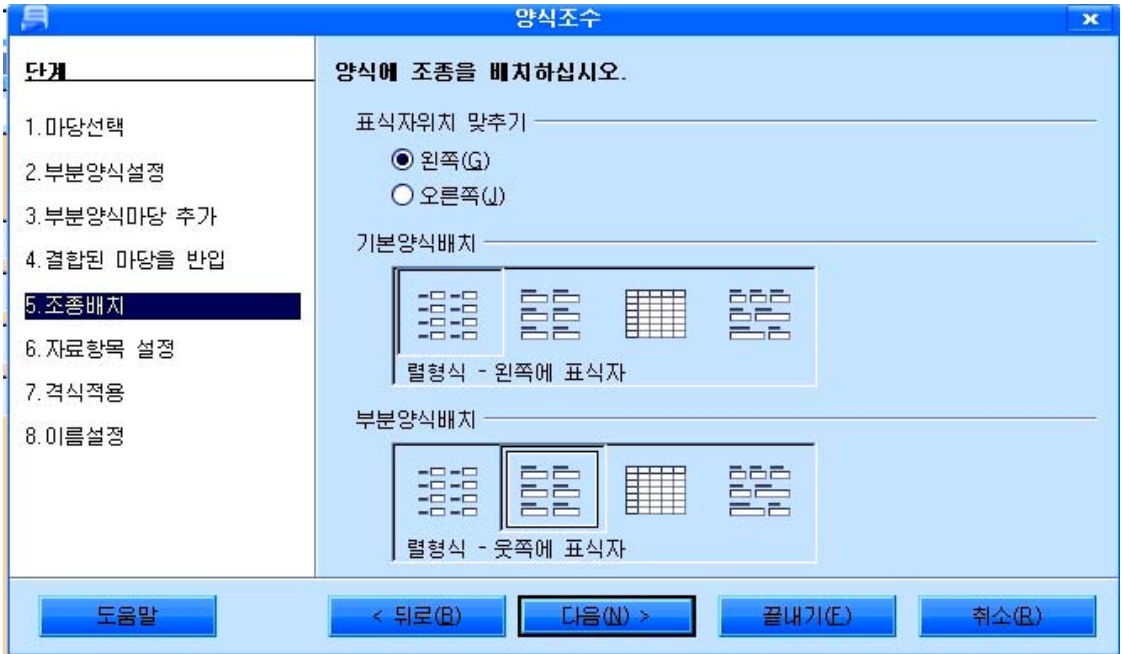 양식조수
단계
1.마당선택
2.부분양식설정
3.부분양식마당 추가
4.결합된 마당을 반입
5.조종배치
6.자료항목 설정
7.격식적용
8.이름설정
양식에 조종을 배치하십시오.
표식자위치 맞추기
왼쪽(G)
오른쪽(J)
기본양식배치
렬형식 - 왼쪽에 표식자
부분양식배치
렬형식 - 웃쪽에 표식자
도움말
< 뒤로(B)
다음(N) >
끝내기(F)
취소(R)